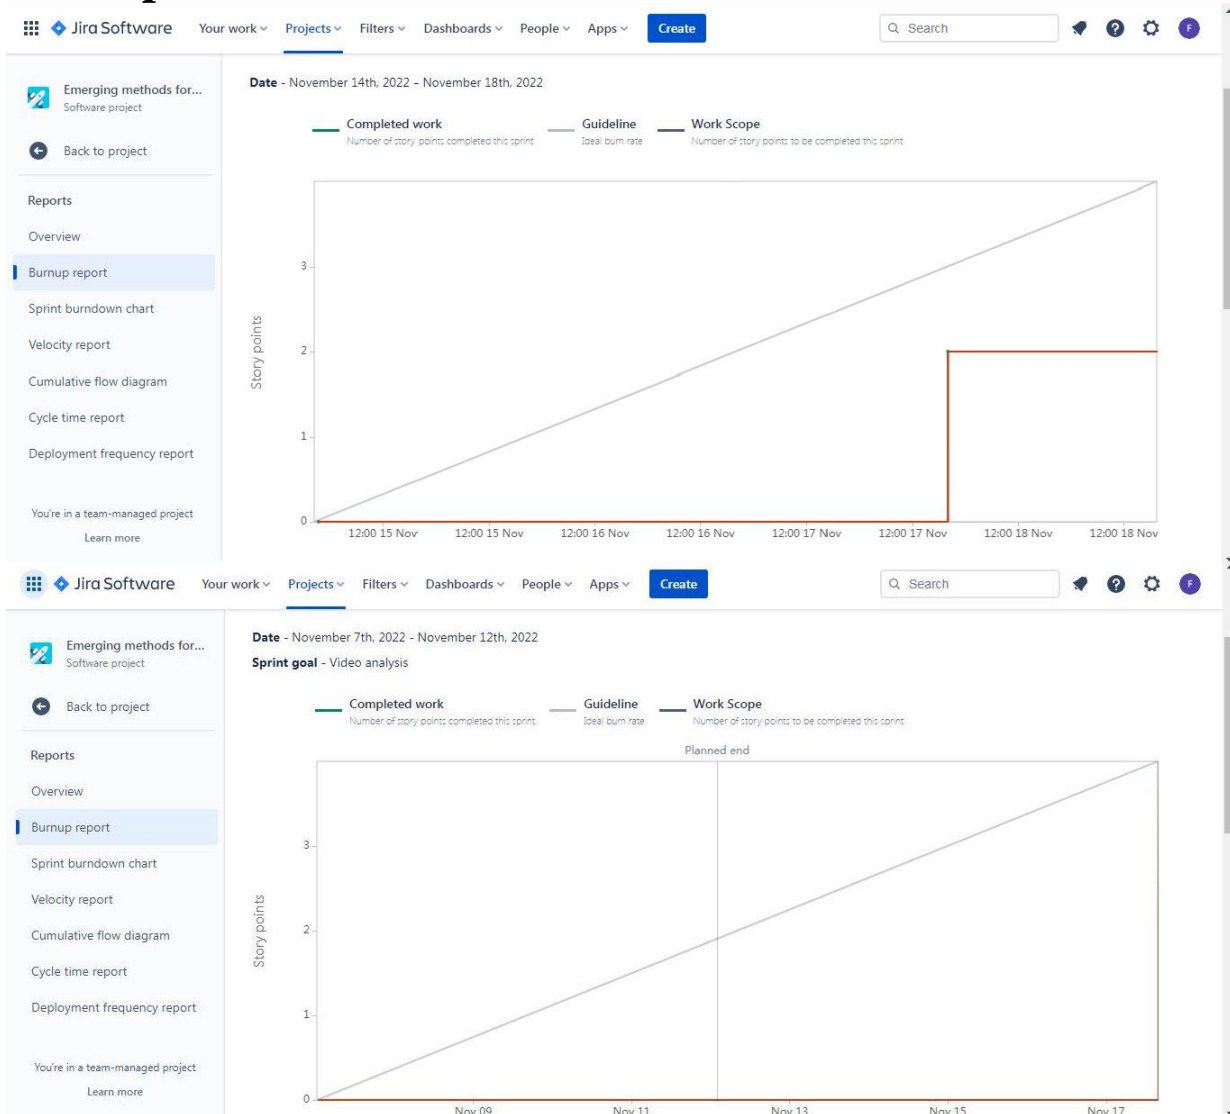 Jira Software Your work Projects Filters Dashboards People Apps Create Search F
Emerging methods for...
Software project
Back to project
Reports
Overview
Burnup report
Sprint burndown chart
Velocity report
Cumulative flow diagram
Cycle time report
Deployment frequency report
You're in a team-managed project
Learn more
Date - November 14th, 2022 - November 18th, 2022
Completed work Guideline Work Scope
Number of story points completed this sprint Ideal burn rate Number of story points to be completed this sprint
Story points
3
2
1
0
12:00 15 Nov 12:00 15 Nov 12:00 16 Nov 12:00 16 Nov 12:00 17 Nov 12:00 17 Nov 12:00 18 Nov 12:00 18 Nov
Jira Software Your work Projects Filters Dashboards People Apps Create Search F
Emerging methods for...
Software project
Back to project
Reports
Overview
Burnup report
Sprint burndown chart
Velocity report
Cumulative flow diagram
Cycle time report
Deployment frequency report
You're in a team-managed project
Learn more
Date - November 7th, 2022 - November 12th, 2022
Sprint goal - Video analysis
Completed work Guideline Work Scope
Number of story points completed this sprint Ideal burn rate Number of story points to be completed this sprint
Planned end
Story points
3
2
1
0
Nov 09 Nov 11 Nov 13 Nov 15 Nov 17